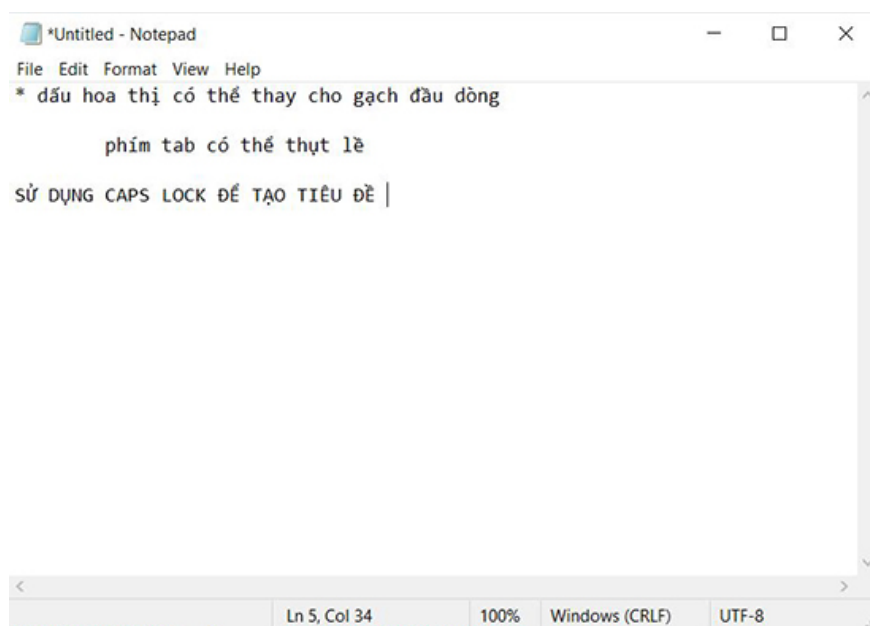 *Untitled - Notepad
File Edit Format View Help
* dấu hoa thị có thể thay cho gạch đầu dòng
phím tab có thể thụt lề
SỬ DỤNG CAPS LOCK ĐỂ TẠO TIÊU ĐỀ
Ln 5, Col 34 100% Windows (CRLF) UTF-8